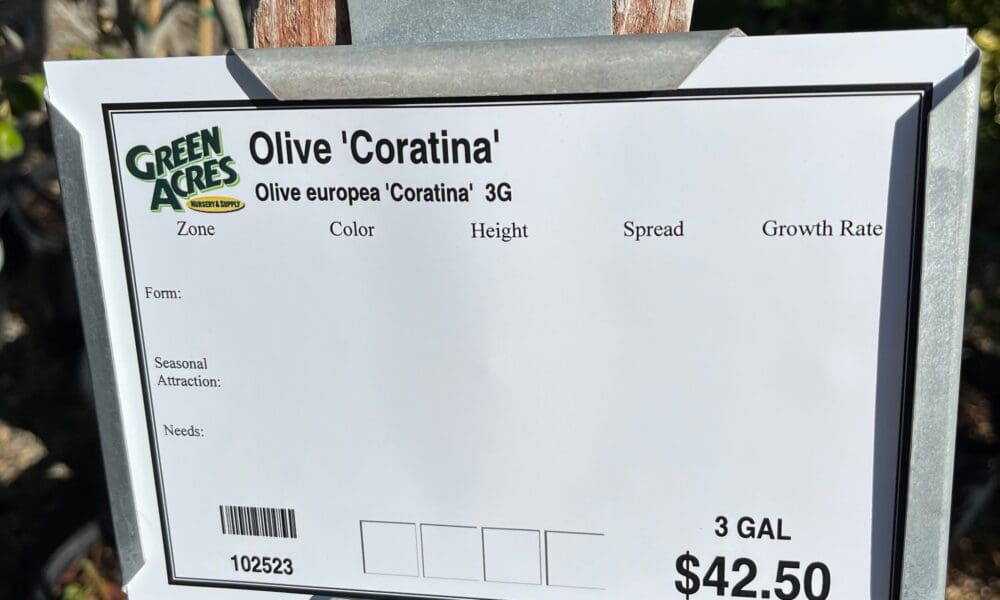 GREEN
ACRES
NURSERY & SUPPLY
Olive 'Coratina'
Olive europea 'Coratina' 3G
Zone Color Height Spread Growth Rate
Form:
Seasonal
Attraction:
Needs:
102523
3 GAL
$42.50